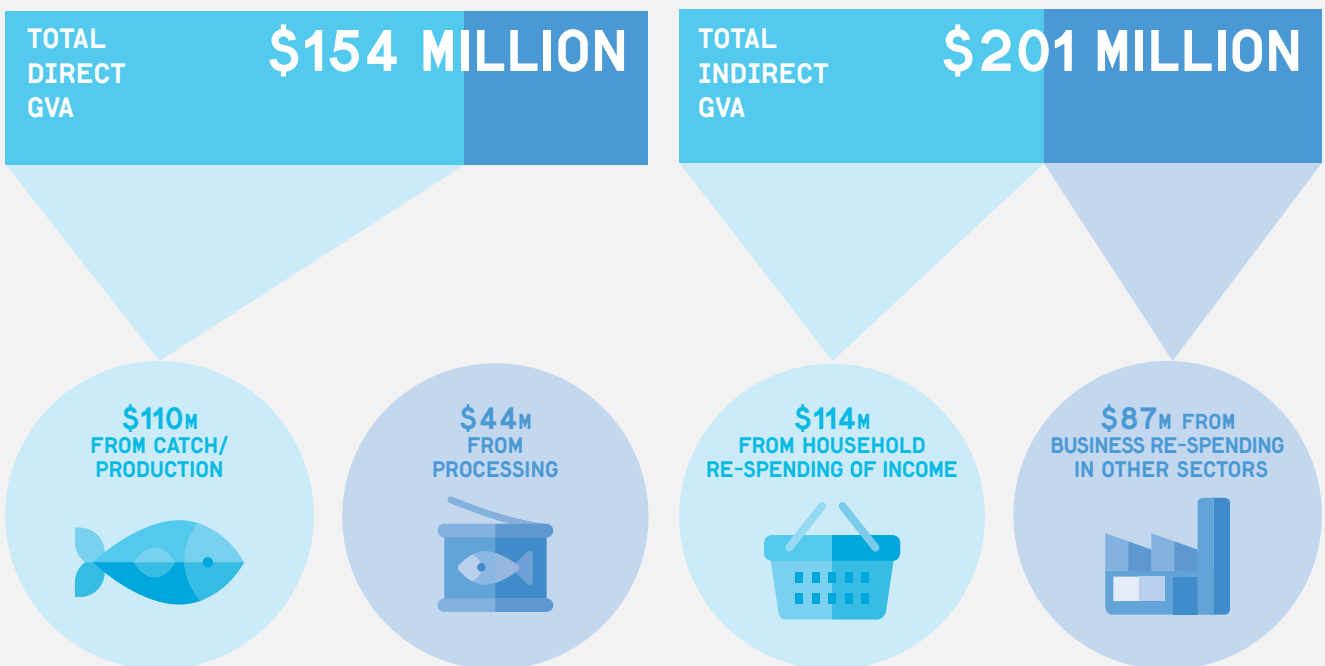 TOTAL
DIRECT
GVA
$154 MILLION
TOTAL
INDIRECT
GVA
$201 MILLION
$110M
FROM CATCH/
PRODUCTION
$44M
FROM
PROCESSING
$114M
FROM HOUSEHOLD
RE-SPENDING OF INCOME
$87M FROM
BUSINESS RE-SPENDING
IN OTHER SECTORS